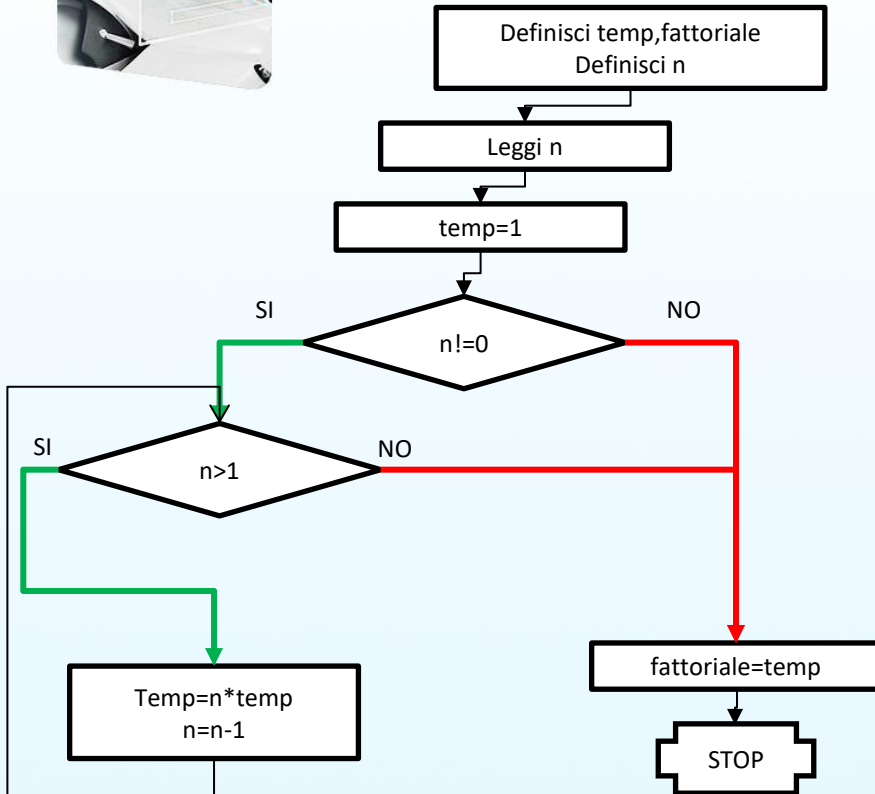 Definisci temp,fattoriale
Definisci n
Leggi n
temp=1
SI
NO
n!=0
SI
NO
n>1
Temp=n*temp
n=n-1
fattoriale=temp
STOP